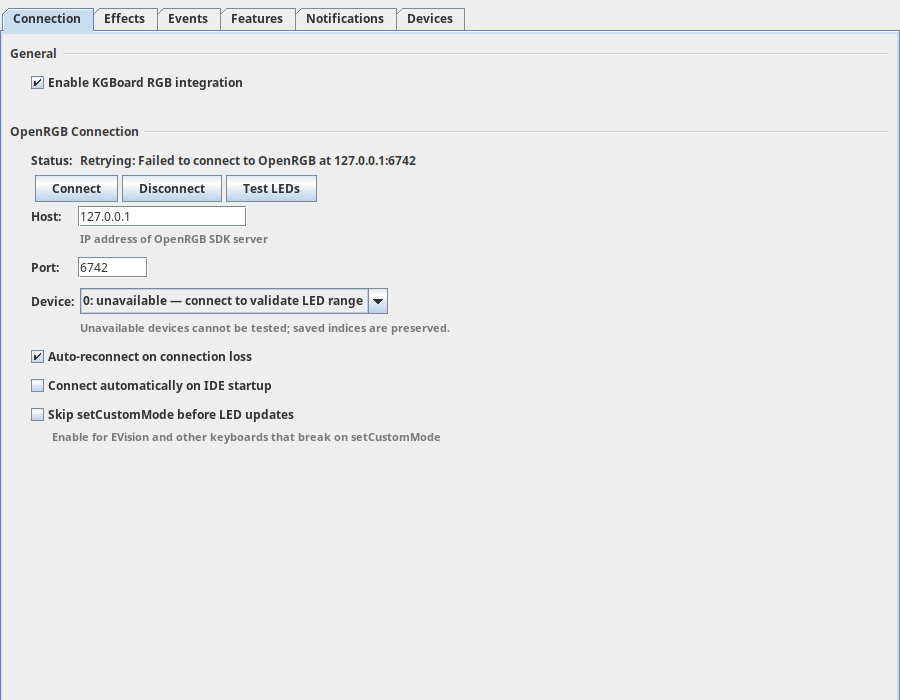 Connection Effects Events Features Notifications Devices
General
Enable KGBoard RGB integration
OpenRGB Connection
Status: Retrying: Failed to connect to OpenRGB at 127.0.0.1:6742
Connect Disconnect Test LEDs
Host: 127.0.0.1
IP address of OpenRGB SDK server
Port: 6742
Device: 0: unavailable — connect to validate LED range
Unavailable devices cannot be tested; saved indices are preserved.
Auto-reconnect on connection loss
Connect automatically on IDE startup
Skip setCustomMode before LED updates
Enable for EVision and other keyboards that break on setCustomMode